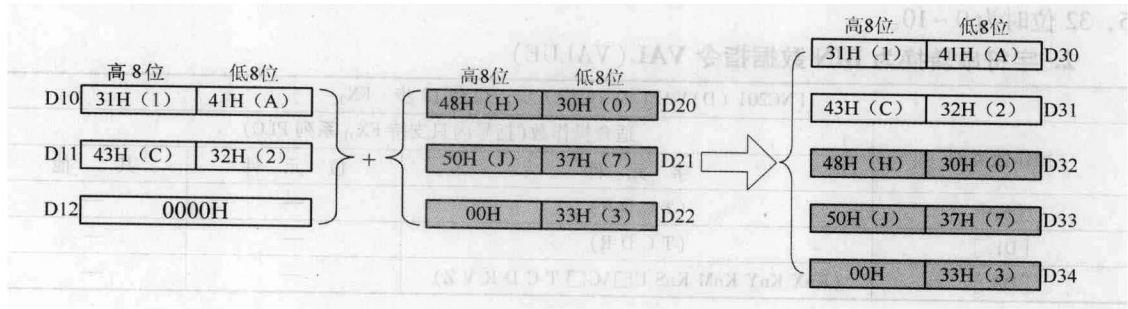 高8位 低8位
31H (1) 41H (A) D30
高8位 低8位 高8位 低8位
D10 31H (1) 41H (A) 48H (H) 30H (0) D20 43H (C) 32H (2) D31
D11 43H (C) 32H (2) + 50H (J) 37H (7) D21 48H (H) 30H (0) D32
D12 0000H 00H 33H (3) D22 50H (J) 37H (7) D33
00H 33H (3) D34